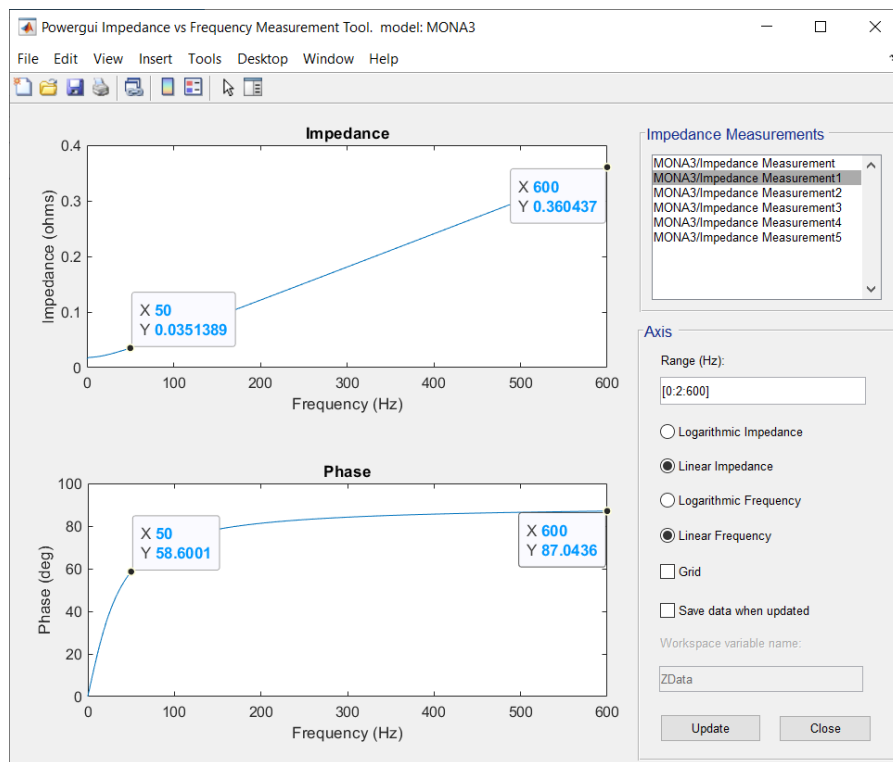 Powergui Impedance vs Frequency Measurement Tool. model: MONA3
File Edit View Insert Tools Desktop Window Help
Impedance
0.4
0.3
0.2
0.1
0
Impedance (ohms)
X 600
Y 0.360437
X 50
Y 0.0351389
0 100 200 300 400 500 600
Frequency (Hz)
Phase
100
80
60
40
20
0
Phase (deg)
X 50
Y 58.6001
X 600
Y 87.0436
0 100 200 300 400 500 600
Frequency (Hz)
Impedance Measurements
MONA3/Impedance Measurement
MONA3/Impedance Measurement1
MONA3/Impedance Measurement2
MONA3/Impedance Measurement3
MONA3/Impedance Measurement4
MONA3/Impedance Measurement5
Axis
Range (Hz):
[0:2:600]
Logarithmic Impedance
Linear Impedance
Logarithmic Frequency
Linear Frequency
Grid
Save data when updated
Workspace variable name:
ZData
Update Close